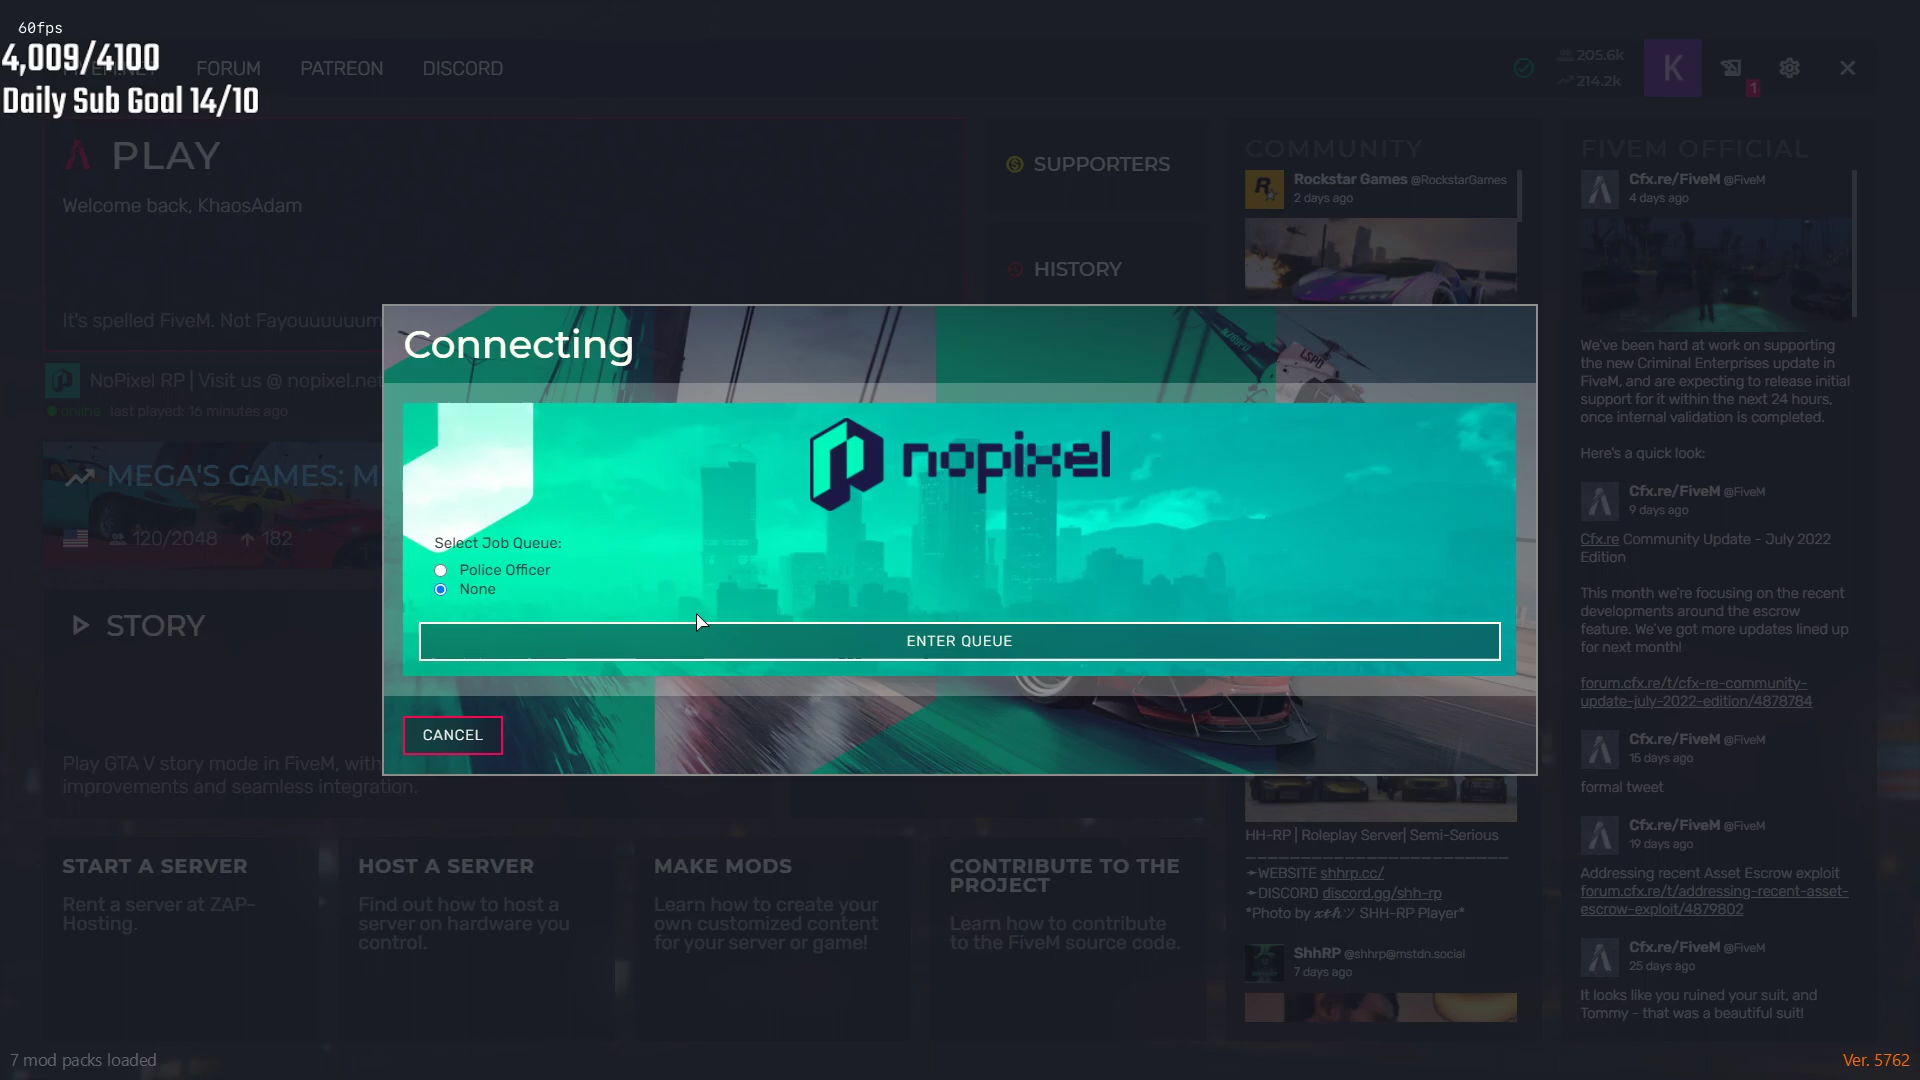 60fps
4,009/4100
Daily Sub Goal 14/10
FORUM
PATREON
DISCORD
205.6k
214.2k
K
1
PLAY
Welcome back, KhaosAdam
It's spelled FiveM. Not Fayouuuuuum
NoPixel RP | Visit us @ nopixel.net
online last played: 16 minutes ago
MEGA'S GAMES: M
120/2048 182
STORY
Play GTA V story mode in FiveM, with
improvements and seamless integration.
SUPPORTERS
HISTORY
Connecting
LSPD
nopixel
Select Job Queue:
Police Officer
None
ENTER QUEUE
CANCEL
START A SERVER
Rent a server at ZAP-
Hosting.
HOST A SERVER
Find out how to host a
server on hardware you
control.
MAKE MODS
Learn how to create your
own customized content
for your server or game!
CONTRIBUTE TO THE
PROJECT
Learn how to contribute
to the FiveM source code.
COMMUNITY
Rockstar Games @RockstarGames
2 days ago
HH-RP | Roleplay Server| Semi-Serious
WEBSITE shhrp.cc/
DISCORD discord.gg/shh-rp
*Photo by 𝔁𝓽𝓱ツ SHH-RP Player*
ShhRP @shhrp@mstdn.social
7 days ago
FIVEM OFFICIAL
Cfx.re/FiveM @FiveM
4 days ago
We've been hard at work on supporting
the new Criminal Enterprises update in
FiveM, and are expecting to release initial
support for it within the next 24 hours,
once internal validation is completed.
Here's a quick look:
Cfx.re/FiveM @FiveM
9 days ago
Cfx.re Community Update - July 2022
Edition
This month we're focusing on the recent
developments around the escrow
feature. We've got more updates lined up
for next month!
forum.cfx.re/t/cfx-re-community-
update-july-2022-edition/4878784
Cfx.re/FiveM @FiveM
15 days ago
formal tweet
Cfx.re/FiveM @FiveM
19 days ago
Addressing recent Asset Escrow exploit
forum.cfx.re/t/addressing-recent-asset-
escrow-exploit/4879802
Cfx.re/FiveM @FiveM
25 days ago
It looks like you ruined your suit, and
Tommy - that was a beautiful suit!
7 mod packs loaded
Ver. 5762